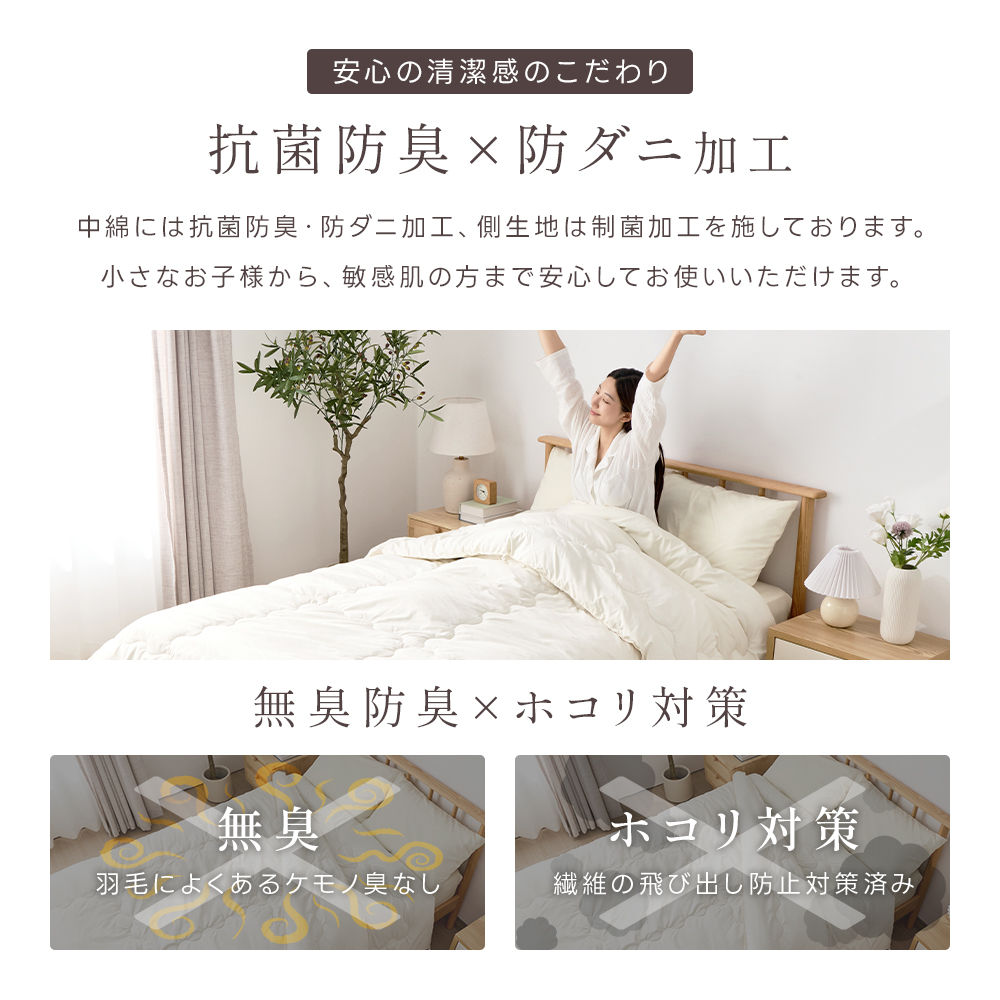 安心の清潔感のこだわり
抗菌防臭×防ダニ加工
中綿には抗菌防臭・防ダニ加工、側生地は制菌加工を施しております。
小さなお子様から、敏感肌の方まで安心してお使いいただけます。
無臭防臭×ホコリ対策
無臭
羽毛によくあるケモノ臭なし
ホコリ対策
繊維の飛び出し防止対策済み